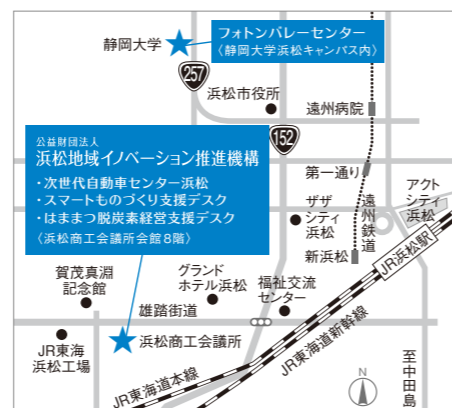 静岡大学
フォトンバレーセンター
〈静岡大学浜松キャンパス内〉
257
浜松市役所
遠州病院
152
公益財団法人
浜松地域イノベーション推進機構
・次世代自動車センター浜松
・スマートものづくり支援デスク
・はままつ脱炭素経営支援デスク
〈浜松商工会議所会館8階〉
第一通り
遠州鉄道
アクト
シティ
浜松
ザザ
シティ
浜松
新浜松
JR浜松駅
賀茂真淵
記念館
グランド
ホテル浜松
福祉交流
センター
雄踏街道
JR東海
浜松工場
浜松商工会議所
JR東海道本線
JR東海道新幹線
N
至中田島